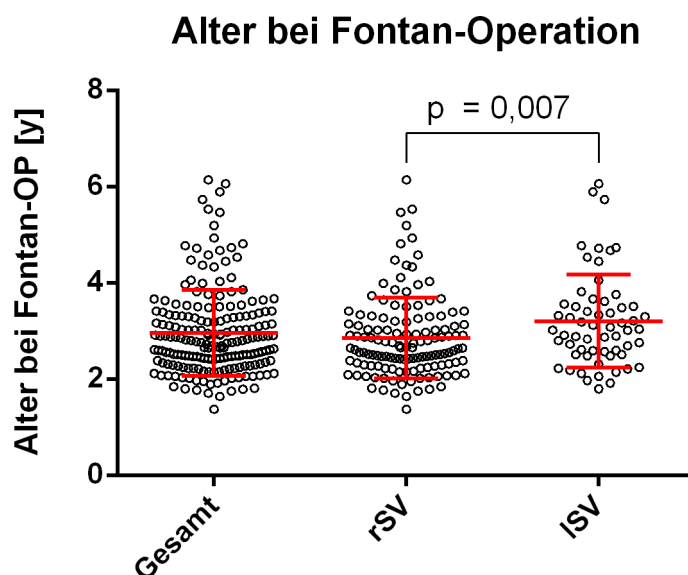 Alter bei Fontan-Operation
Alter bei Fontan-OP [y]
8
6
4
2
0
p = 0,007
Gesamt
rSV
lSV